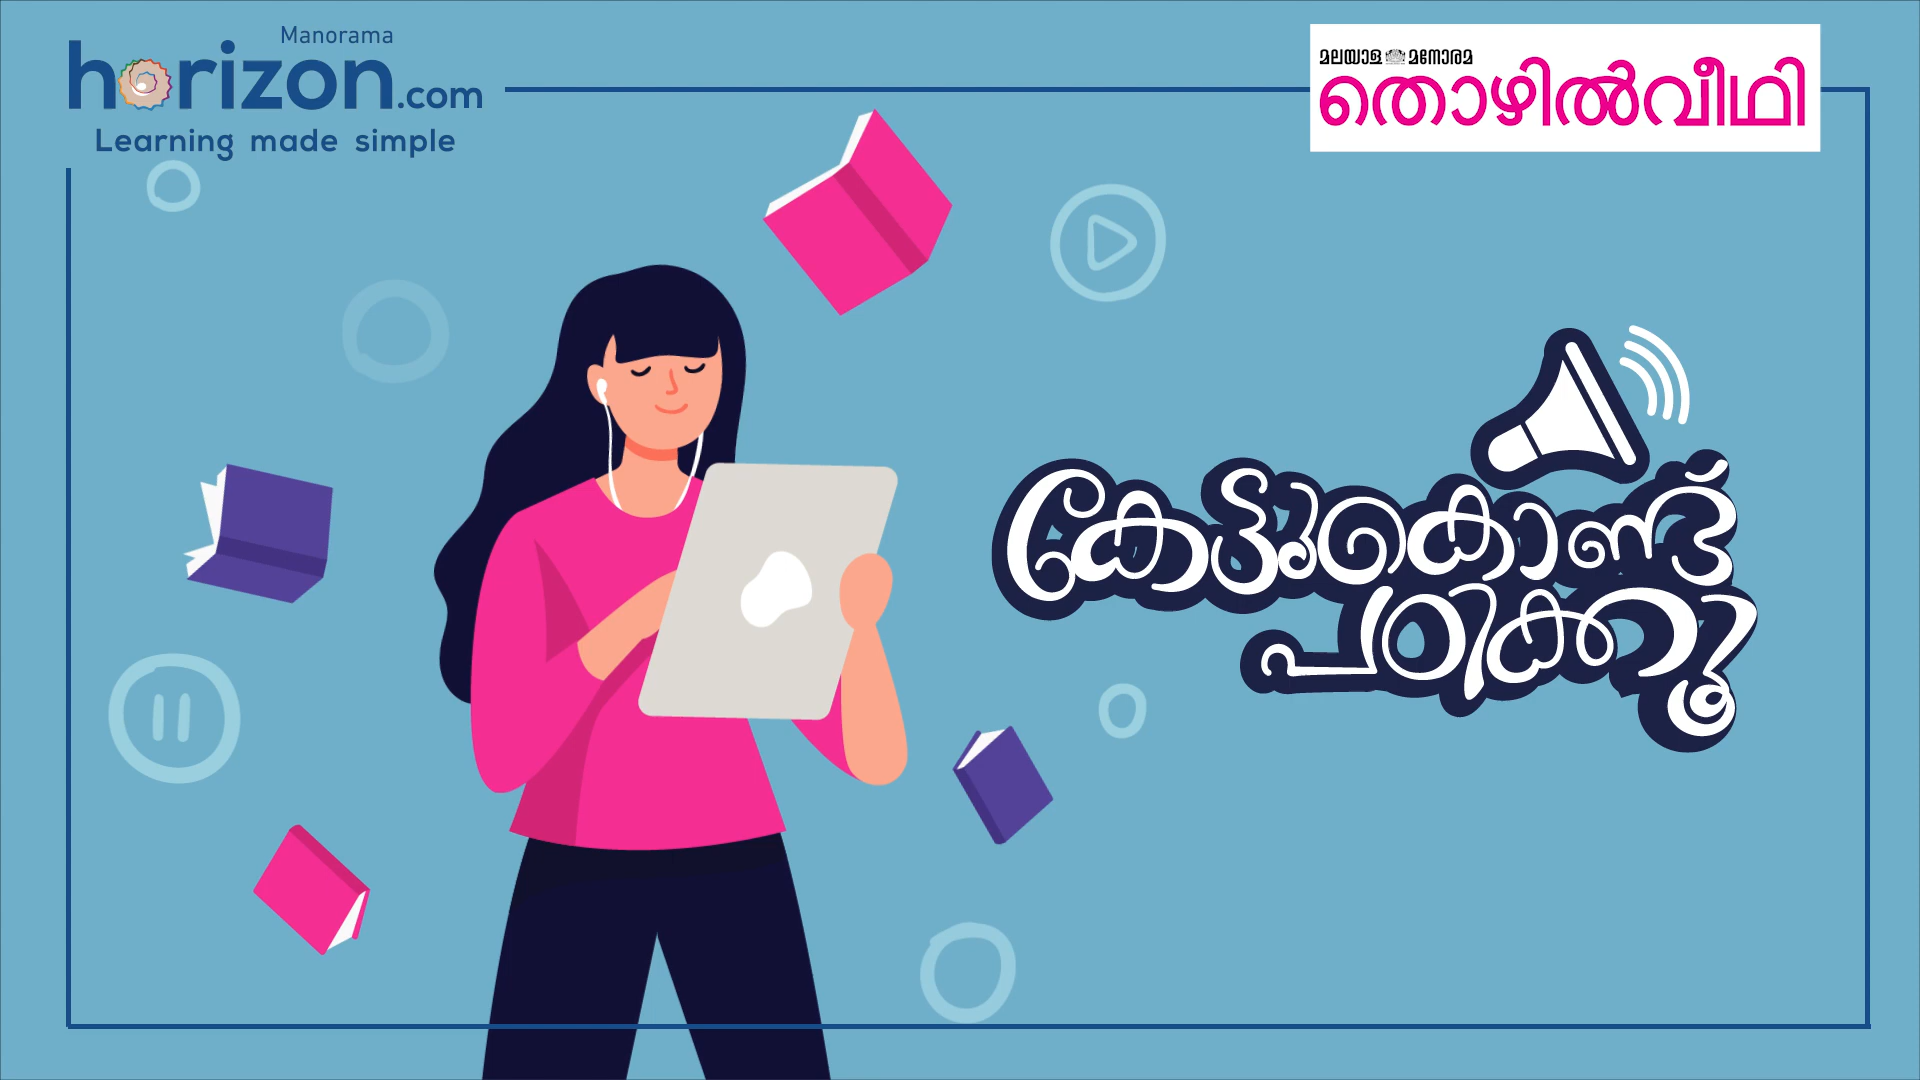 Manorama
horizon.com
Learning made simple
മലയാള മനോരമ
തൊഴിൽവീഥി
കേട്ടുകൊണ്ട്
പഠിക്കൂ